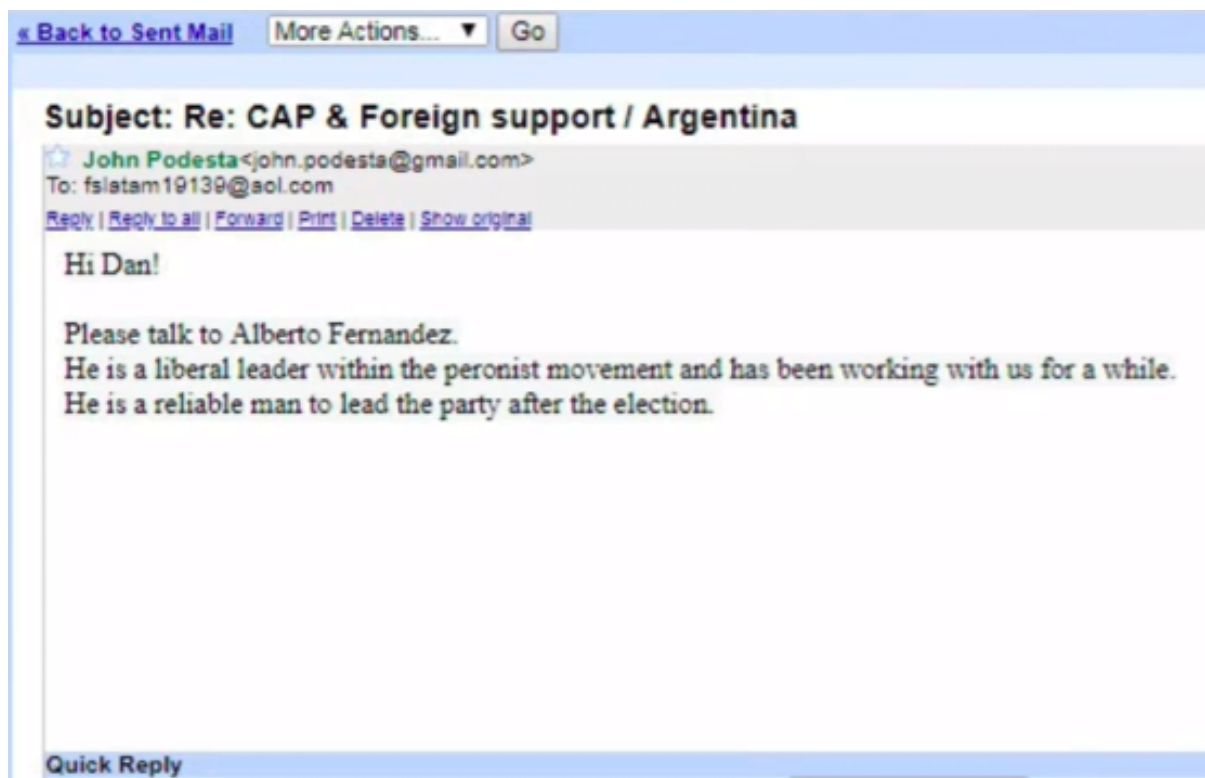 « Back to Sent Mail More Actions... ▼ Go
Subject: Re: CAP & Foreign support / Argentina
John Podesta<john.podesta@gmail.com>
To: fslatam19139@aol.com
Reply | Reply to all | Forward | Print | Delete | Show original
Hi Dan!
Please talk to Alberto Fernandez.
He is a liberal leader within the peronist movement and has been working with us for a while.
He is a reliable man to lead the party after the election.
Quick Reply